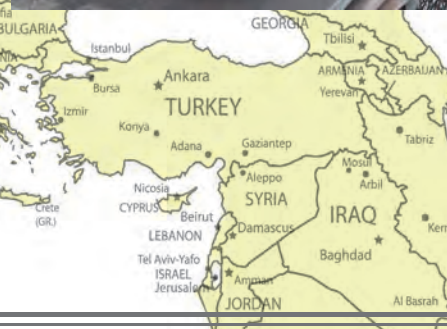 BULGARIA
GEORGIA
Tbilisi
Istanbul
ARMENIA
AZERBAIJAN
Ankara
Yerevan
Bursa
TURKEY
Izmir
Konya
Tabriz
Adana
Gaziantep
Mosul
Aleppo
Arbil
Nicosia
SYRIA
CYPRUS
Crete
(GR.)
Beirut
IRAQ
LEBANON
Damascus
Baghdad
Tel Aviv-Yafo
ISRAEL
Amman
Jerusalem
JORDAN
Al Basrah